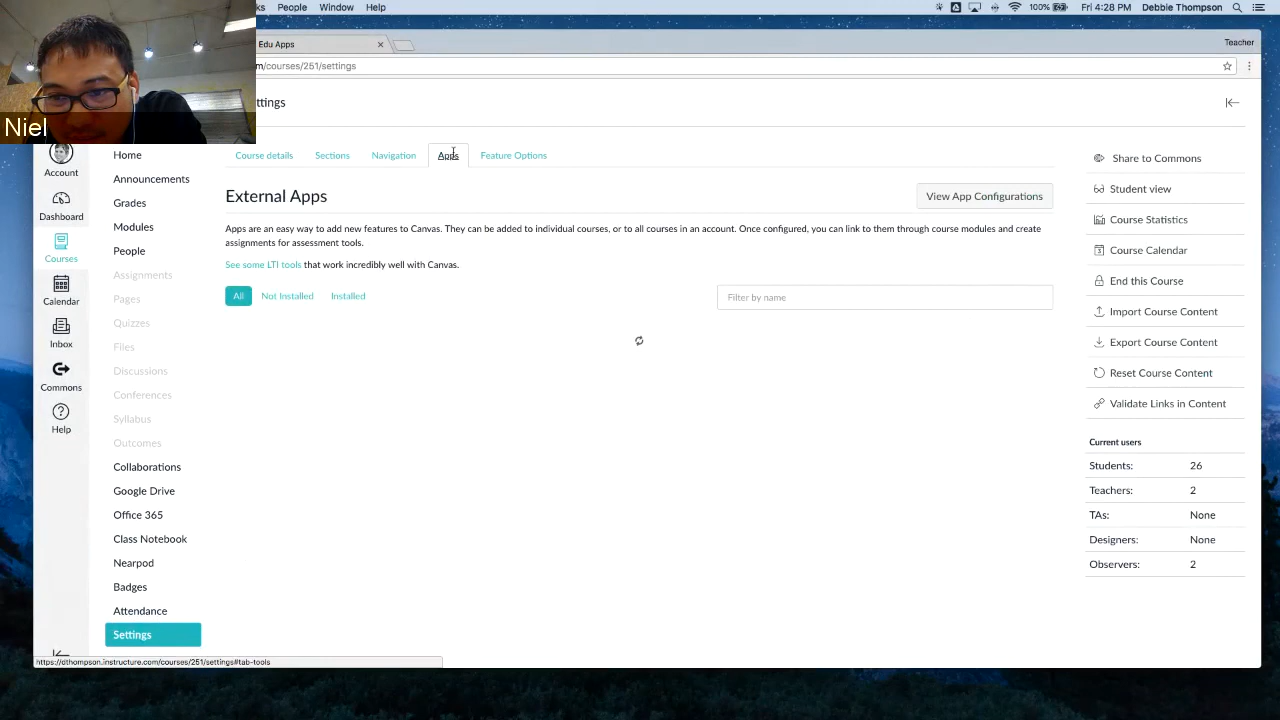 ks People Window Help 100% Fri 4:28 PM Debbie Thompson
Edu Apps
Teacher
m/courses/251/settings
ttings
Niel
Account
Dashboard
Courses
Calendar
Inbox
Commons
Help
Home
Announcements
Grades
Modules
People
Assignments
Pages
Quizzes
Files
Discussions
Conferences
Syllabus
Outcomes
Collaborations
Google Drive
Office 365
Class Notebook
Nearpod
Badges
Attendance
Settings
Course details Sections Navigation Apps Feature Options
External Apps
View App Configurations
Apps are an easy way to add new features to Canvas. They can be added to individual courses, or to all courses in an account. Once configured, you can link to them through course modules and create
assignments for assessment tools.
See some LTI tools that work incredibly well with Canvas.
All Not Installed Installed
Filter by name
Share to Commons
Student view
Course Statistics
Course Calendar
End this Course
Import Course Content
Export Course Content
Reset Course Content
Validate Links in Content
Current users
Students: 26
Teachers: 2
TAs: None
Designers: None
Observers: 2
https://dthompson.instructure.com/courses/251/settings#tab-tools